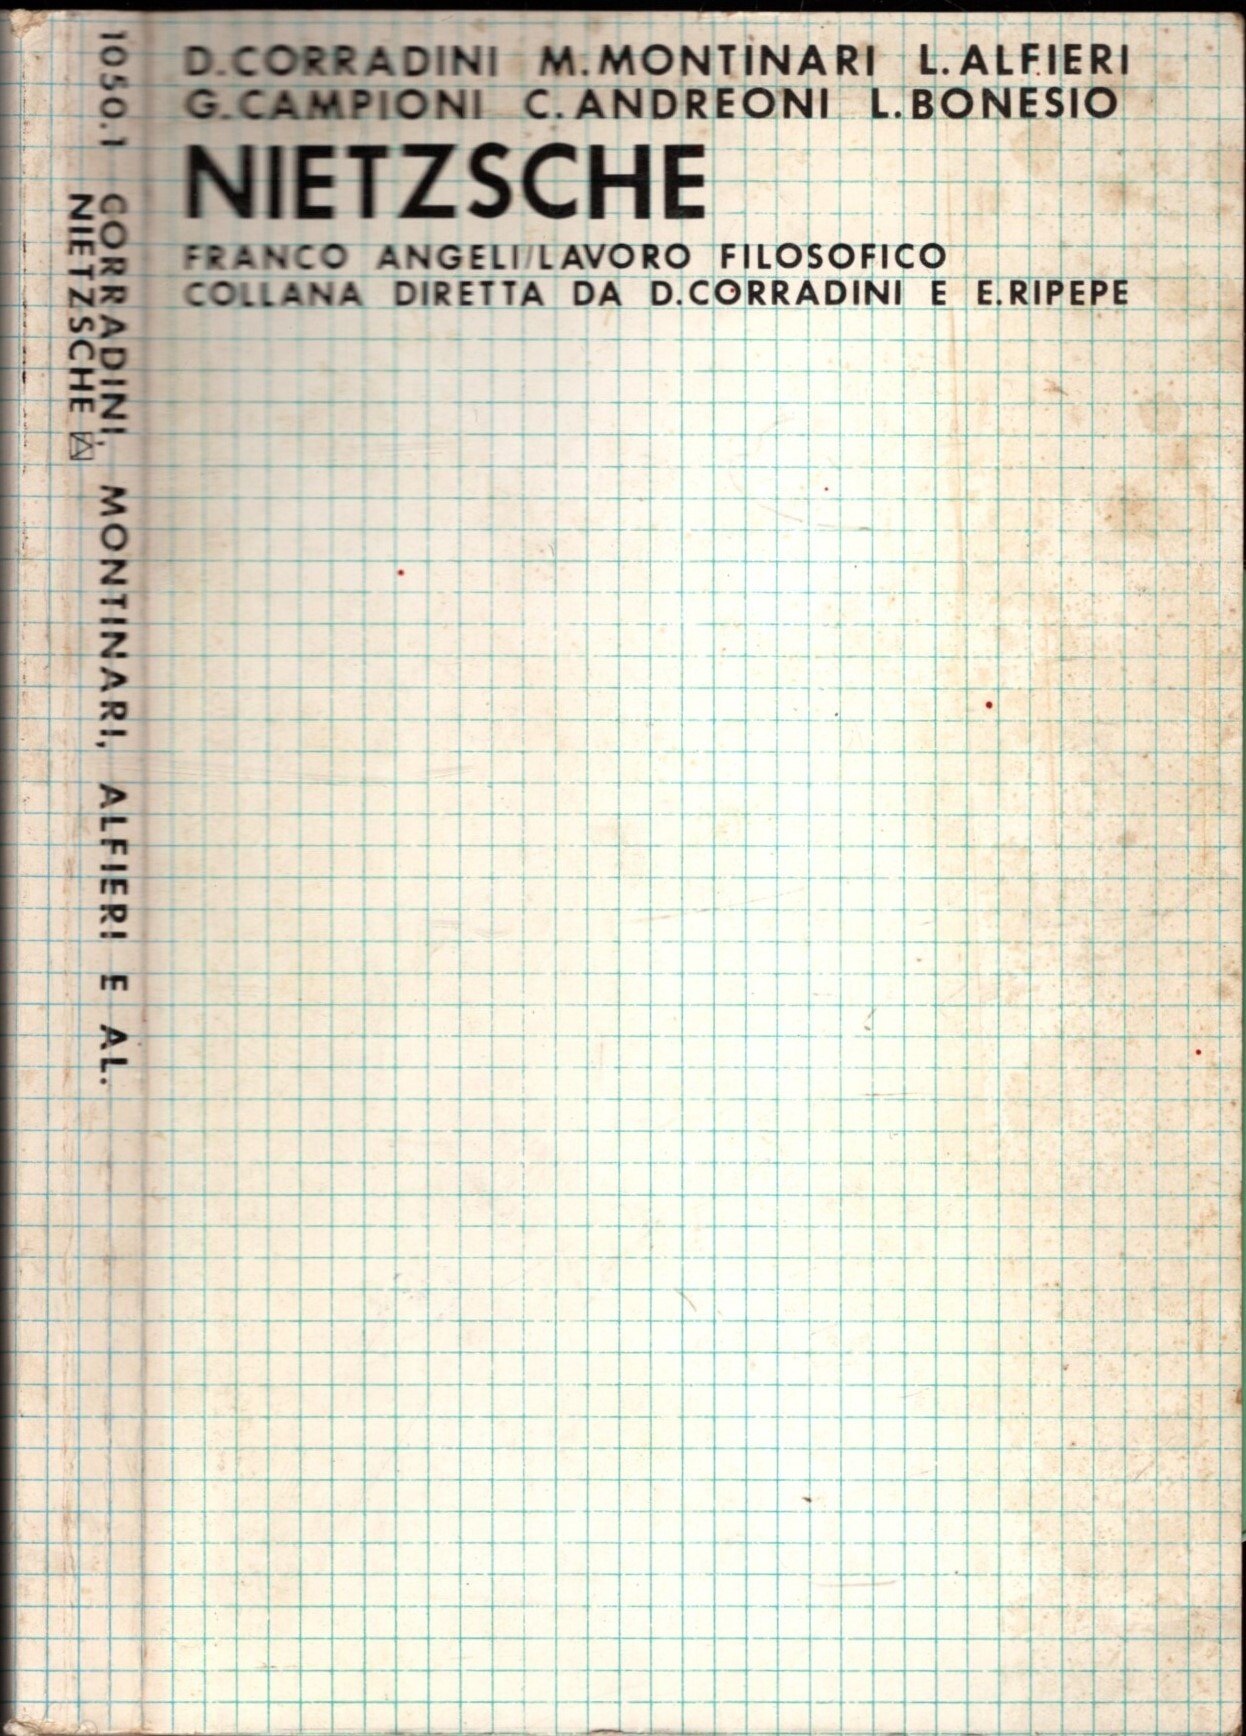 D.CORRADINI M.MONTINARI L.ALFIERI
G.CAMPIONI C.ANDREONI L.BONESIO
NIETZSCHE
FRANCO ANGELI/LAVORO FILOSOFICO
COLLANA DIRETTA DA D.CORRADINI E E.RIPEPE
1050.1 CORRADINI, MONTINARI, ALFIERI E AL.
NIETZSCHE